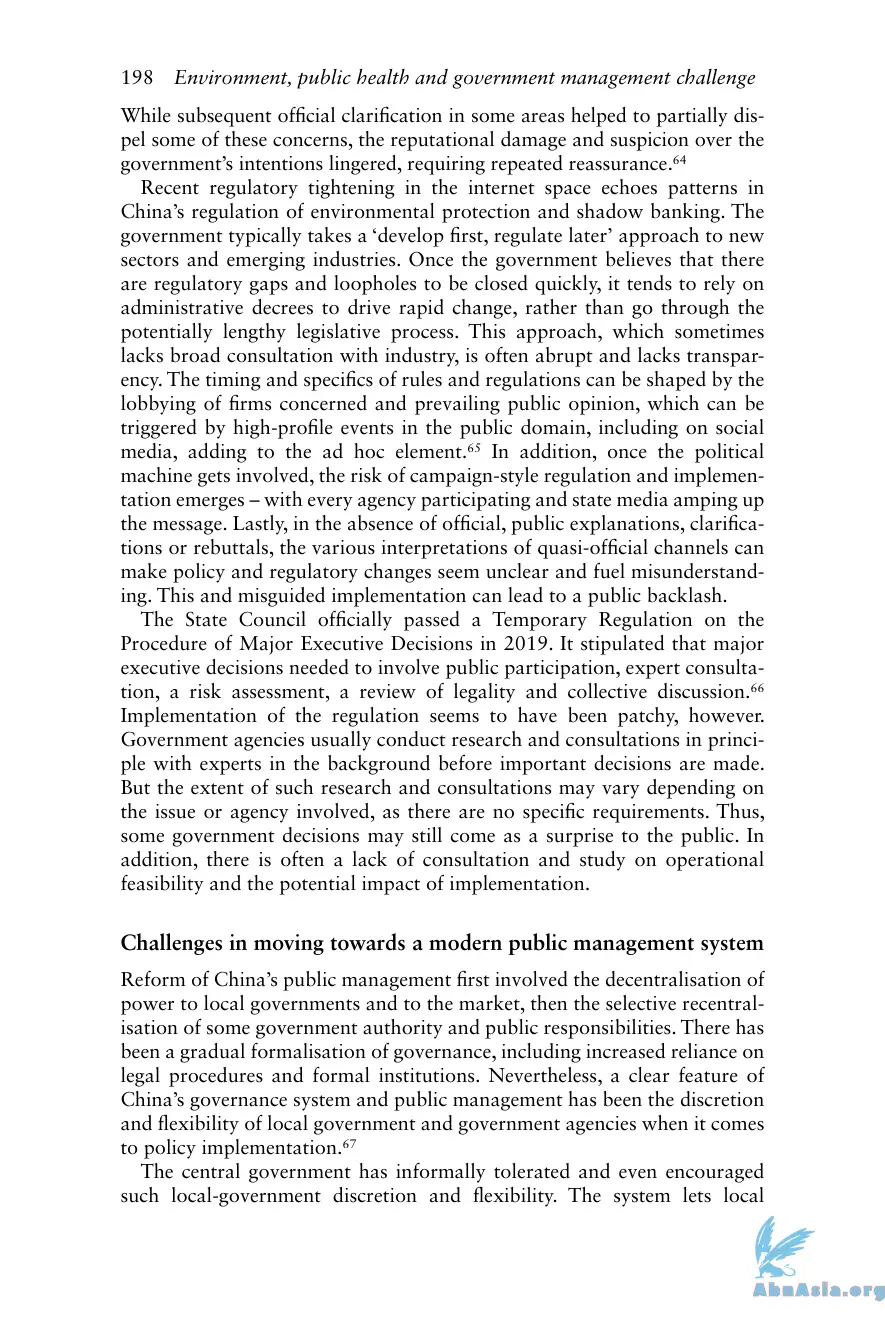 198 Environment, public health and government management challenge
While subsequent official clarification in some areas helped to partially dis-
pel some of these concerns, the reputational damage and suspicion over the
government’s intentions lingered, requiring repeated reassurance.⁶⁴
Recent regulatory tightening in the internet space echoes patterns in
China’s regulation of environmental protection and shadow banking. The
government typically takes a ‘develop first, regulate later’ approach to new
sectors and emerging industries. Once the government believes that there
are regulatory gaps and loopholes to be closed quickly, it tends to rely on
administrative decrees to drive rapid change, rather than go through the
potentially lengthy legislative process. This approach, which sometimes
lacks broad consultation with industry, is often abrupt and lacks transpar-
ency. The timing and specifics of rules and regulations can be shaped by the
lobbying of firms concerned and prevailing public opinion, which can be
triggered by high-profile events in the public domain, including on social
media, adding to the ad hoc element.⁶⁵ In addition, once the political
machine gets involved, the risk of campaign-style regulation and implemen-
tation emerges – with every agency participating and state media amping up
the message. Lastly, in the absence of official, public explanations, clarifica-
tions or rebuttals, the various interpretations of quasi-official channels can
make policy and regulatory changes seem unclear and fuel misunderstand-
ing. This and misguided implementation can lead to a public backlash.
The State Council officially passed a Temporary Regulation on the
Procedure of Major Executive Decisions in 2019. It stipulated that major
executive decisions needed to involve public participation, expert consulta-
tion, a risk assessment, a review of legality and collective discussion.⁶⁶
Implementation of the regulation seems to have been patchy, however.
Government agencies usually conduct research and consultations in princi-
ple with experts in the background before important decisions are made.
But the extent of such research and consultations may vary depending on
the issue or agency involved, as there are no specific requirements. Thus,
some government decisions may still come as a surprise to the public. In
addition, there is often a lack of consultation and study on operational
feasibility and the potential impact of implementation.
Challenges in moving towards a modern public management system
Reform of China’s public management first involved the decentralisation of
power to local governments and to the market, then the selective recentral-
isation of some government authority and public responsibilities. There has
been a gradual formalisation of governance, including increased reliance on
legal procedures and formal institutions. Nevertheless, a clear feature of
China’s governance system and public management has been the discretion
and flexibility of local government and government agencies when it comes
to policy implementation.⁶⁷
The central government has informally tolerated and even encouraged
such local-government discretion and flexibility. The system lets local
AbnAsia.org